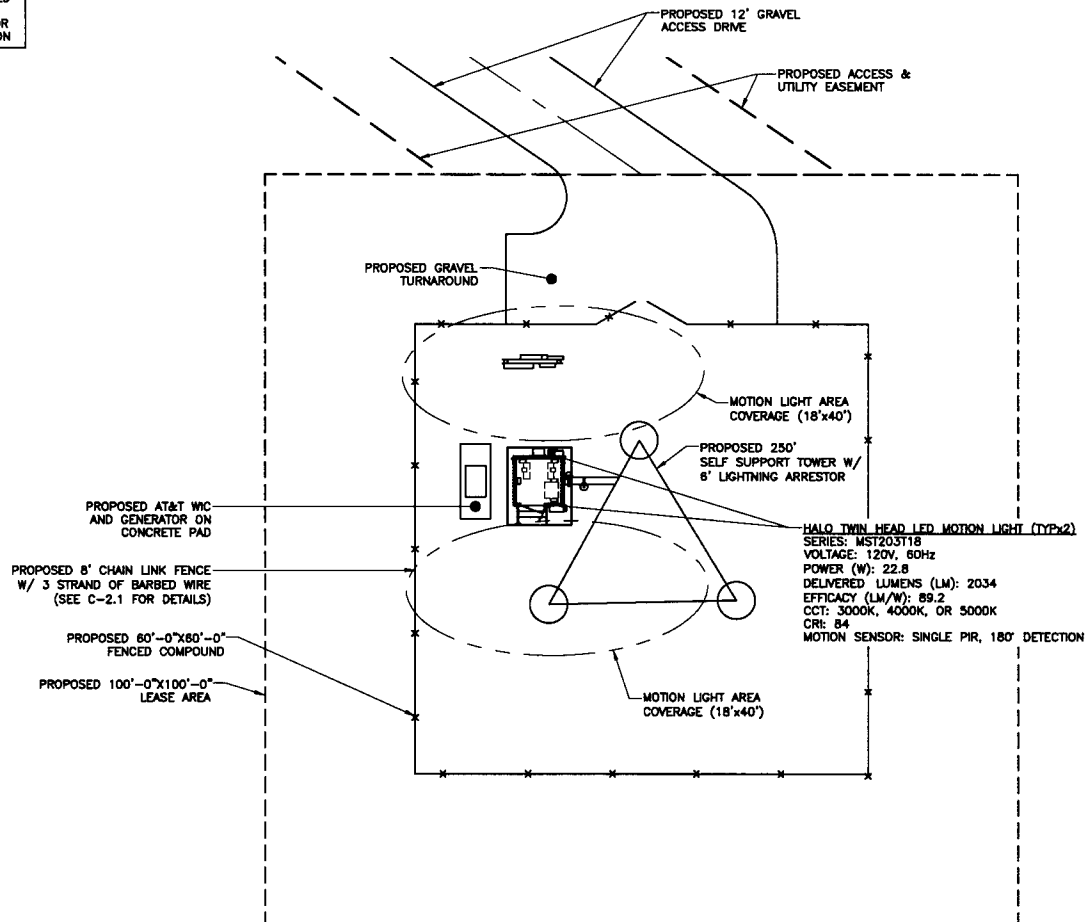 OR
ON
PROPOSED 12' GRAVEL
ACCESS DRIVE
PROPOSED ACCESS &
UTILITY EASEMENT
PROPOSED GRAVEL
TURNAROUND
MOTION LIGHT AREA
COVERAGE (18'x40')
PROPOSED 250'
SELF SUPPORT TOWER W/
6' LIGHTNING ARRESTOR
PROPOSED AT&T WIC
AND GENERATOR ON
CONCRETE PAD
HALO TWIN HEAD LED MOTION LIGHT (TYPx2)
SERIES: MST203T18
VOLTAGE: 120V, 60Hz
POWER (W): 22.8
DELIVERED LUMENS (LM): 2034
EFFICACY (LM/W): 89.2
CCT: 3000K, 4000K, OR 5000K
CRI: 84
MOTION SENSOR: SINGLE PIR, 180° DETECTION
PROPOSED 8' CHAIN LINK FENCE
W/ 3 STRAND OF BARBED WIRE
(SEE C-2.1 FOR DETAILS)
PROPOSED 60'-0"X60'-0"
FENCED COMPOUND
PROPOSED 100'-0"X100'-0"
LEASE AREA
MOTION LIGHT AREA
COVERAGE (18'x40')